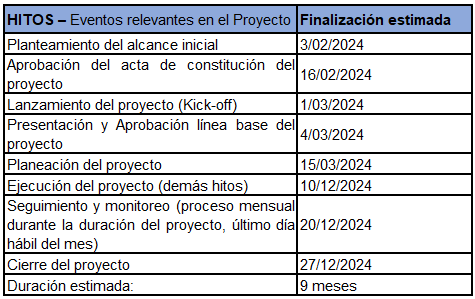 HITOS – Eventos relevantes en el Proyecto Finalización estimada
Planteamiento del alcance inicial 3/02/2024
Aprobación del acta de constitución del
proyecto 16/02/2024
Lanzamiento del proyecto (Kick-off) 1/03/2024
Presentación y Aprobación línea base del
proyecto 4/03/2024
Planeación del proyecto 15/03/2024
Ejecución del proyecto (demás hitos) 10/12/2024
Seguimiento y monitoreo (proceso mensual
durante la duración del proyecto, último día
hábil del mes) 20/12/2024
Cierre del proyecto 27/12/2024
Duración estimada: 9 meses